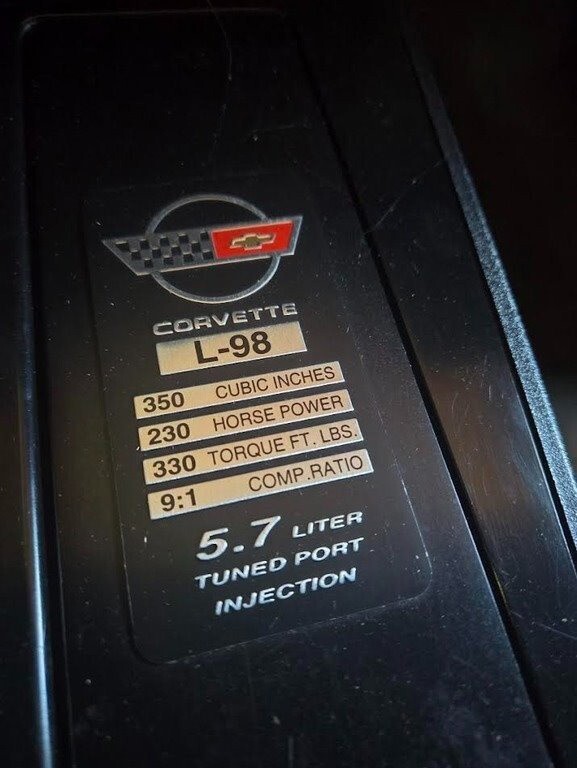 CORVETTE
L-98
350 CUBIC INCHES
230 HORSE POWER
330 TORQUE FT. LBS.
9:1 COMP.RATIO
5.7 LITER
TUNED PORT
INJECTION